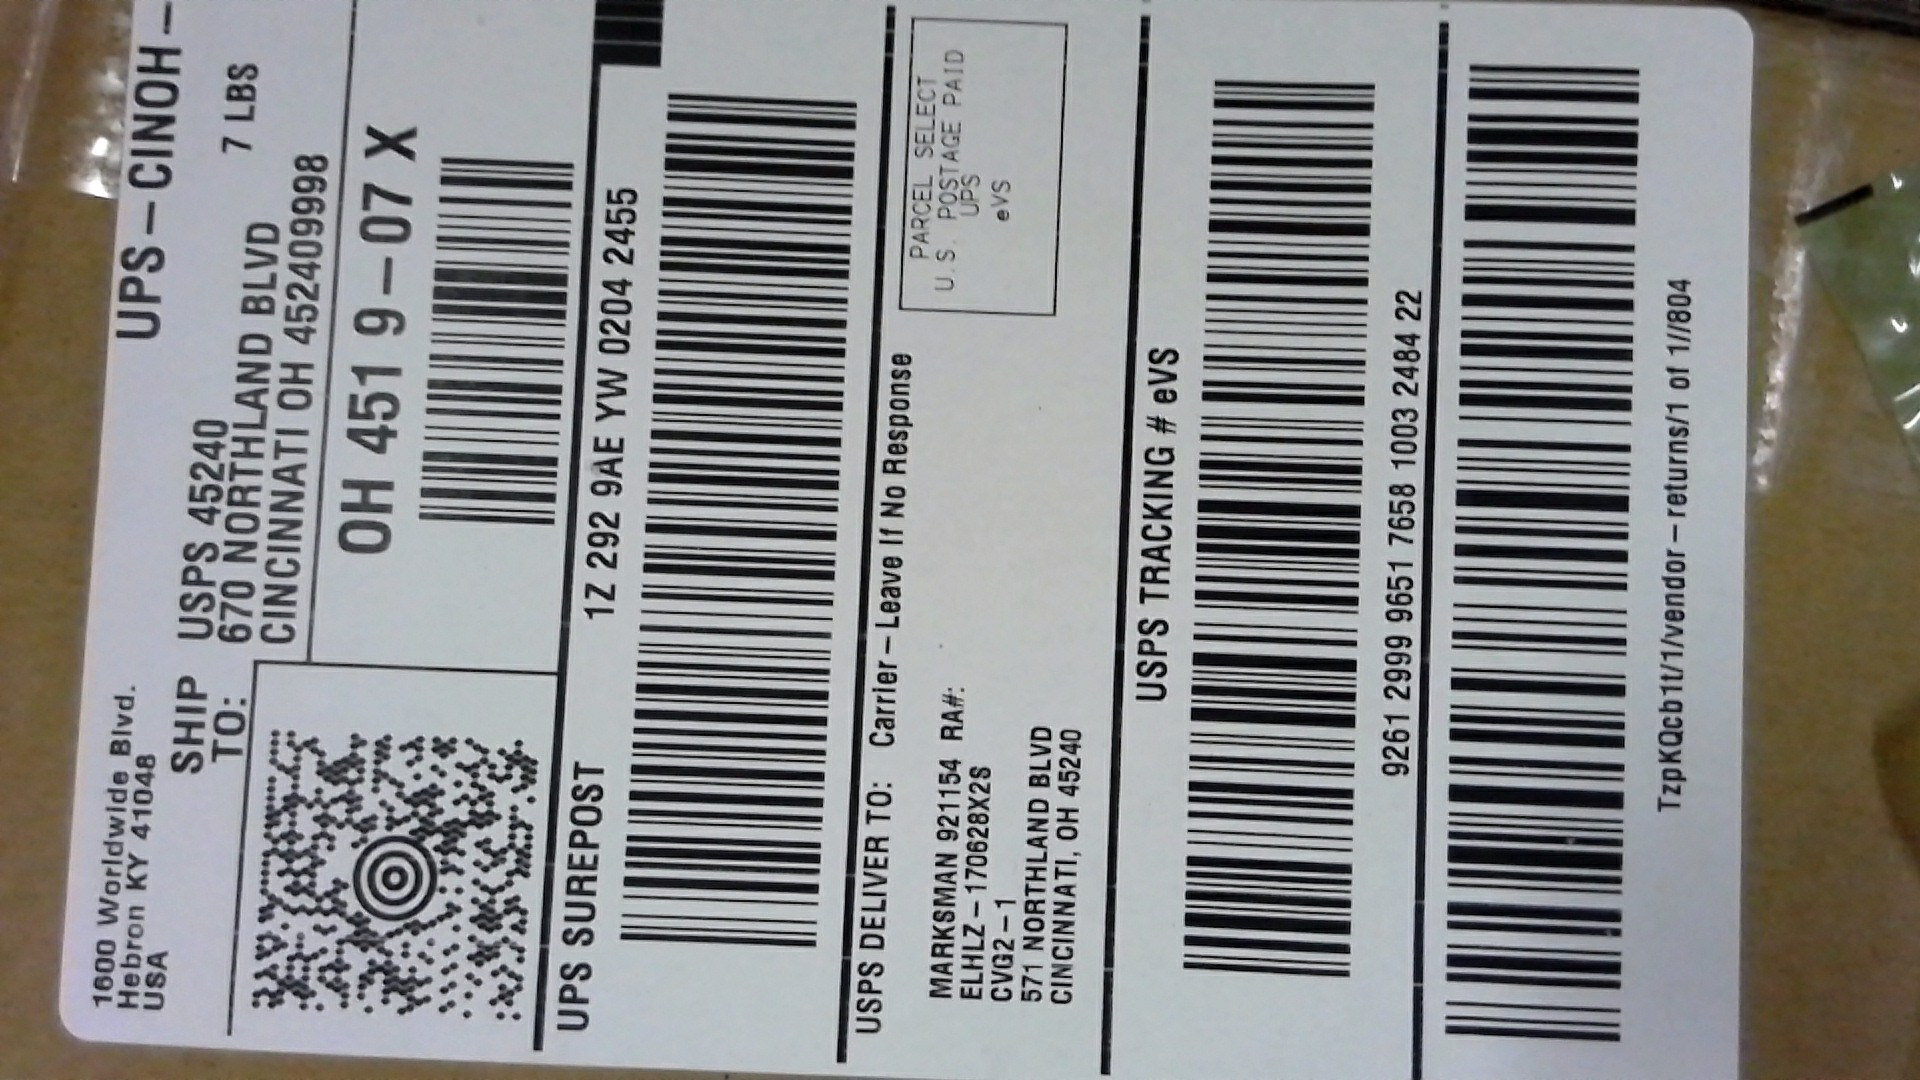 1600 Worldwide Blvd.
Hebron KY 41048
USA
UPS-CINOH-
7 LBS
SHIP
TO:
USPS 45240
670 NORTHLAND BLVD
CINCINNATI OH 452409998
OH 451 9-07 X
UPS SUREPOST
1Z 292 9AE YW 0204 2455
USPS DELIVER TO: Carrier-Leave If No Response
MARKSMAN 921154 RA#:
ELHLZ-170628X2S
CVG2-1
571 NORTHLAND BLVD
CINCINNATI, OH 45240
PARCEL SELECT
U.S. POSTAGE PAID
UPS
eVS
USPS TRACKING # eVS
9261 2999 9651 7658 1003 2484 22
TzpKQcb1t/1/vendor-returns/1 of 1//804